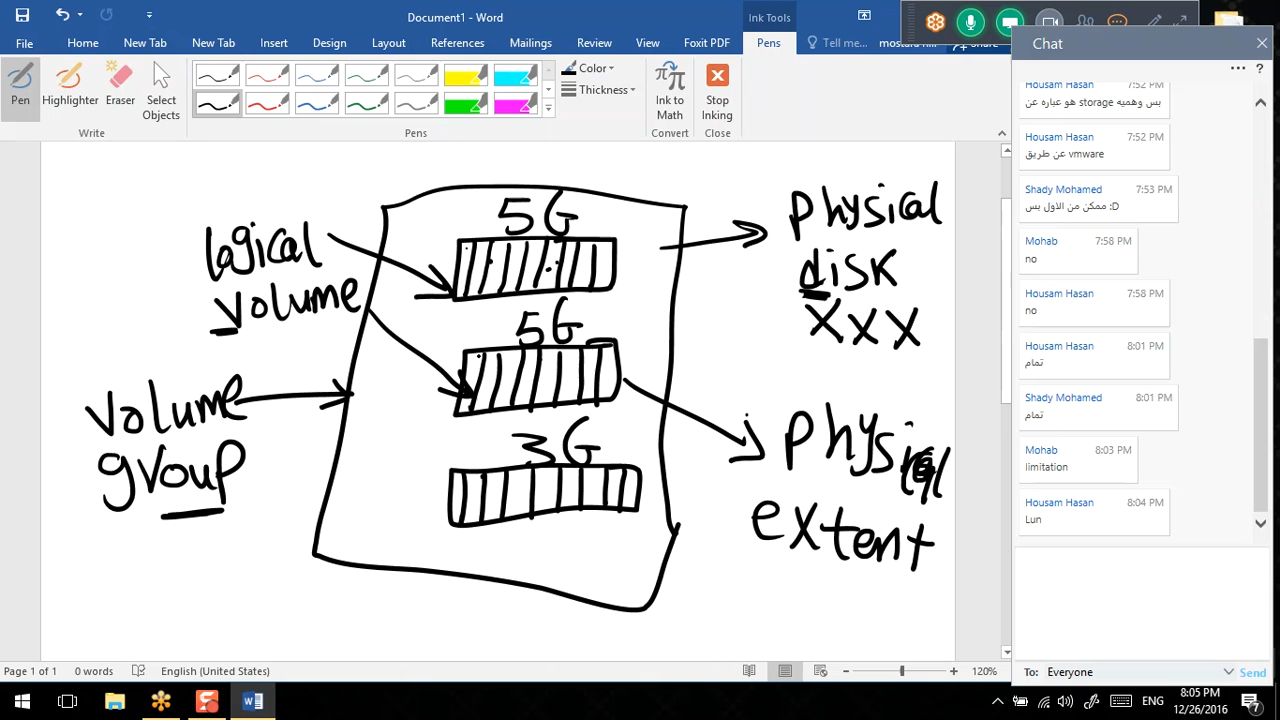 Document1 - Word
Ink Tools
File
Home
New Tab
New Tab
Insert
Design
Layout
References
Mailings
Review
View
Foxit PDF
Pens
Tell me...
Share
Pen
Highlighter
Eraser
Select
Objects
Color
Thickness
Ink to
Math
Stop
Inking
Write
Pens
Convert
Close
5G
logical
volume
5G
volume
group
3G
physical
disk
XXX
physical
extent
Chat
Housam Hasan 7:52 PM
بس وهميه storage هو عباره عن
Housam Hasan 7:52 PM
عن طريق vmware
Shady Mohamed 7:53 PM
ممكن من الاول بس :D
Mohab 7:58 PM
no
Housam Hasan 7:58 PM
no
Housam Hasan 8:01 PM
تمام
Shady Mohamed 8:01 PM
تمام
Mohab 8:03 PM
limitation
Housam Hasan 8:04 PM
Lun
To: Everyone
Send
Page 1 of 1
0 words
English (United States)
120%
ENG
8:05 PM
12/26/2016
7